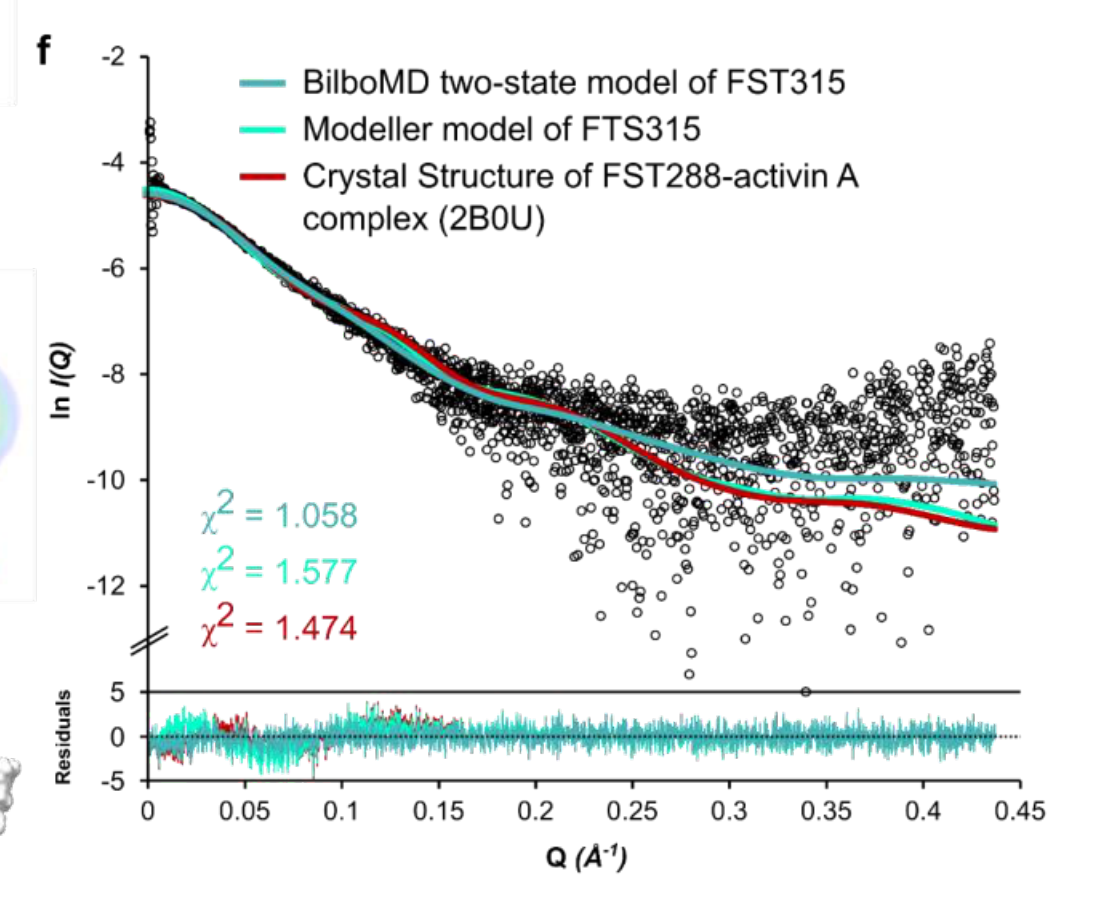 f
-2
BilboMD two-state model of FST315
Modeller model of FTS315
-4
Crystal Structure of FST288-activin A
complex (2B0U)
-6
ln I(Q)
-8
-10
χ2 = 1.058
χ2 = 1.577
-12
χ2 = 1.474
Residuals
5
0
-5
0 0.05 0.1 0.15 0.2 0.25 0.3 0.35 0.4 0.45
Q (Å-1)